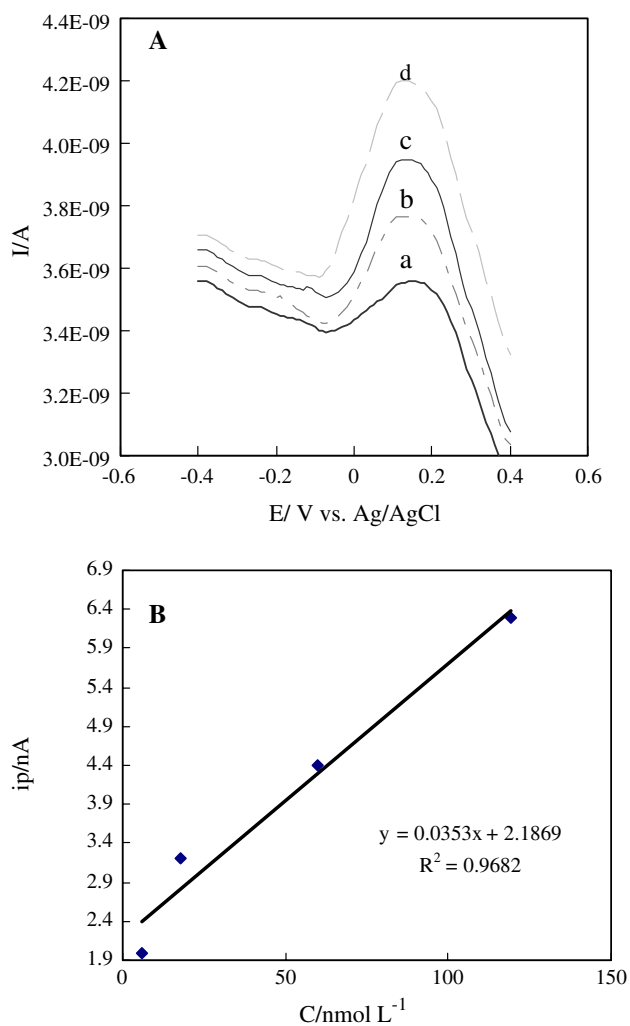 A
4.4E-09
4.2E-09
4.0E-09
3.8E-09
3.6E-09
3.4E-09
3.2E-09
3.0E-09
I/A
d
c
b
a
-0.6 -0.4 -0.2 0 0.2 0.4 0.6
E/ V vs. Ag/AgCl
B
6.9
6.4
5.9
5.4
4.9
4.4
3.9
3.4
2.9
2.4
1.9
ip/nA
y = 0.0353x + 2.1869
R² = 0.9682
0 50 100 150
C/nmol L⁻¹